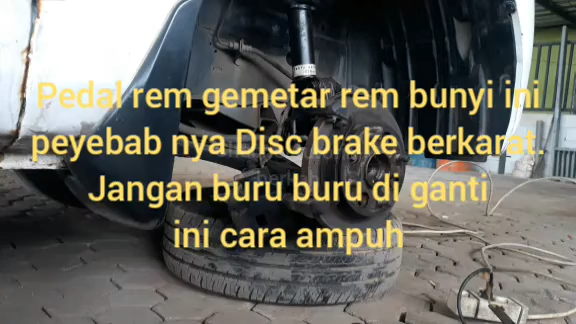 Pedal rem gemetar rem bunyi ini
peyebab nya Disc brake berkarat.
Jangan buru buru di ganti
ini cara ampuh